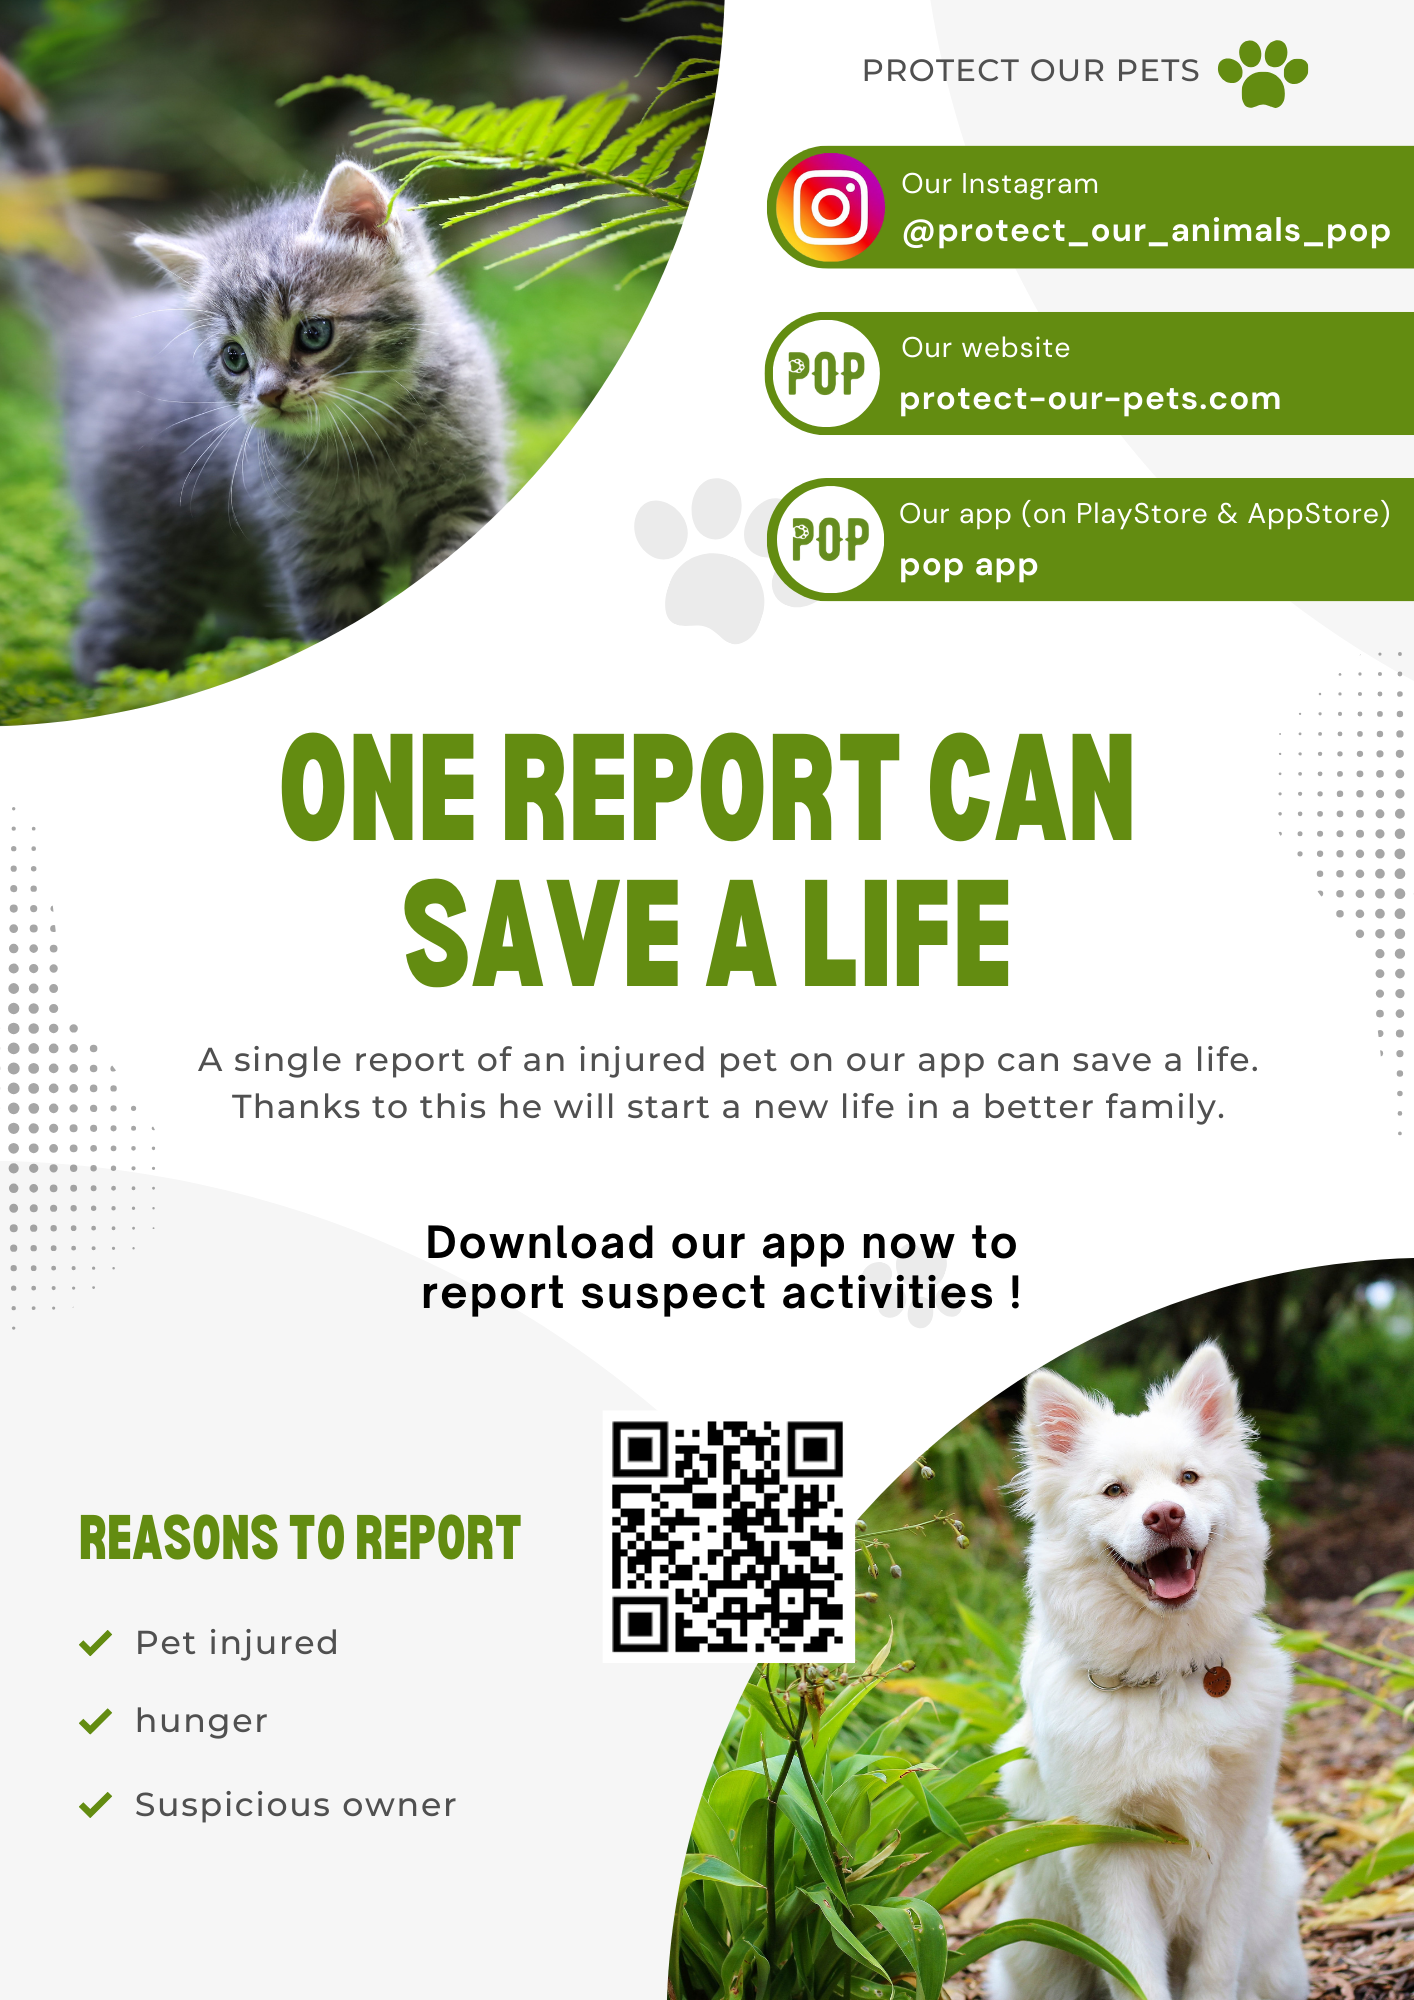 PROTECT OUR PETS
Our Instagram
@protect_our_animals_pop
POP
Our website
protect-our-pets.com
POP
Our app (on PlayStore & AppStore)
pop app
ONE REPORT CAN
SAVE A LIFE
A single report of an injured pet on our app can save a life.
Thanks to this he will start a new life in a better family.
Download our app now to
report suspect activities !
REASONS TO REPORT
Pet injured
hunger
Suspicious owner